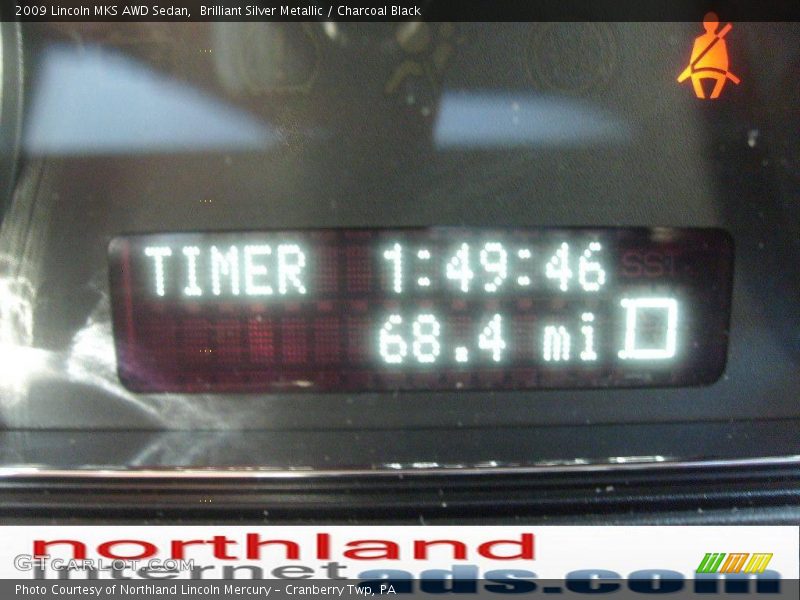 2009 Lincoln MKS AWD Sedan,  Brilliant Silver Metallic / Charcoal Black
TIMER 1:49:46
68.4 mi
northland
GTCARLOT.COM
internetads.com
Photo Courtesy of Northland Lincoln Mercury – Cranberry Twp, PA